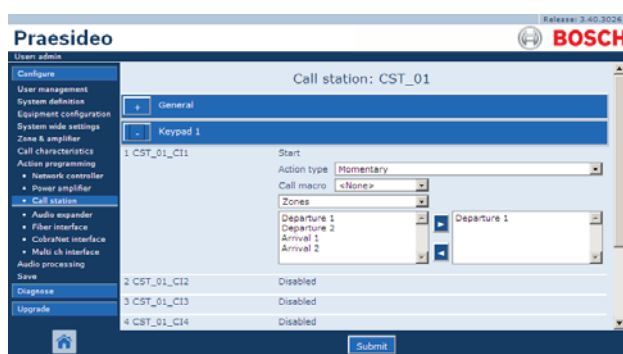 Release: 3.40.3026
Praesideo
BOSCH
User: admin
Configure
User management
System definition
Equipment configuration
System wide settings
Zone & amplifier
Call characteristics
Action programming
• Network controller
• Power amplifier
• Call station
• Audio expander
• Fiber interface
• CobraNet interface
• Multi ch interface
Audio processing
Save
Diagnose
Upgrade
Call station: CST_01
+ General
- Keypad 1
1 CST_01_CI1 Start
Action type Momentary
Call macro <None>
Zones
Departure 1
Departure 2
Arrival 1
Arrival 2
Departure 1
2 CST_01_CI2 Disabled
3 CST_01_CI3 Disabled
4 CST_01_CI4 Disabled
Submit